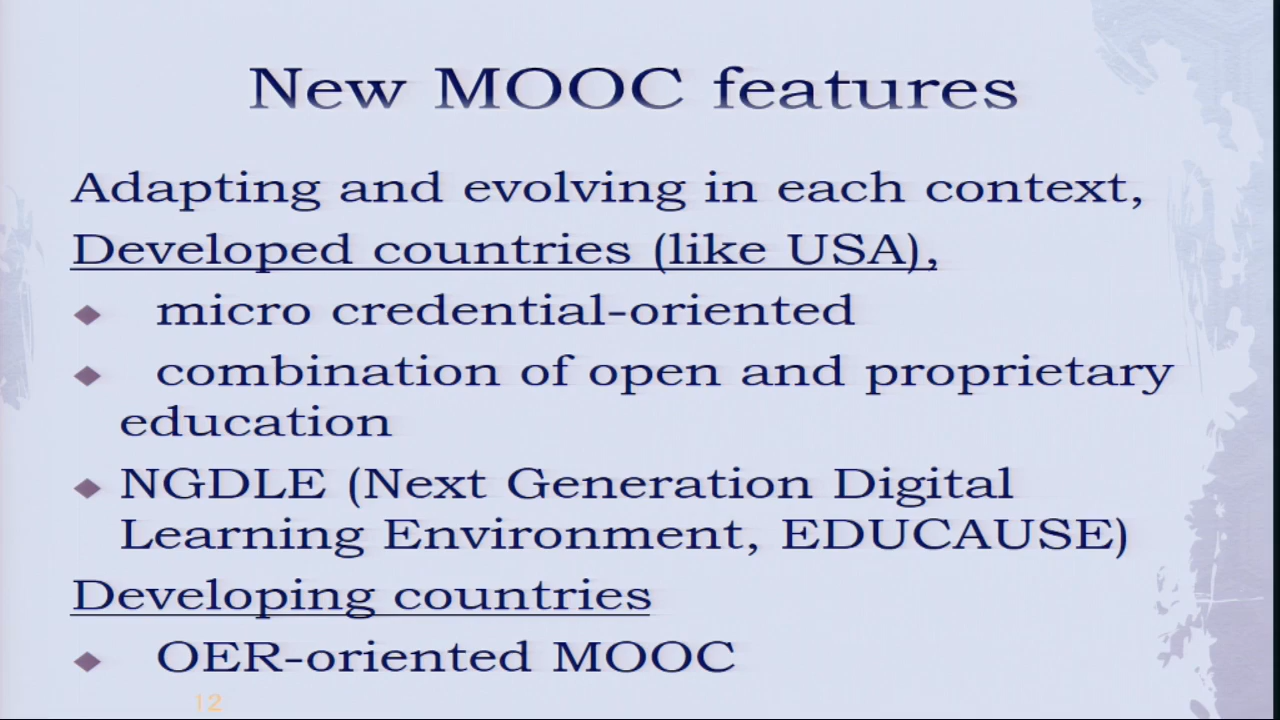 New MOOC features
Adapting and evolving in each context,
Developed countries (like USA),
micro credential-oriented
combination of open and proprietary
education
NGDLE (Next Generation Digital
Learning Environment, EDUCAUSE)
Developing countries
OER-oriented MOOC
12